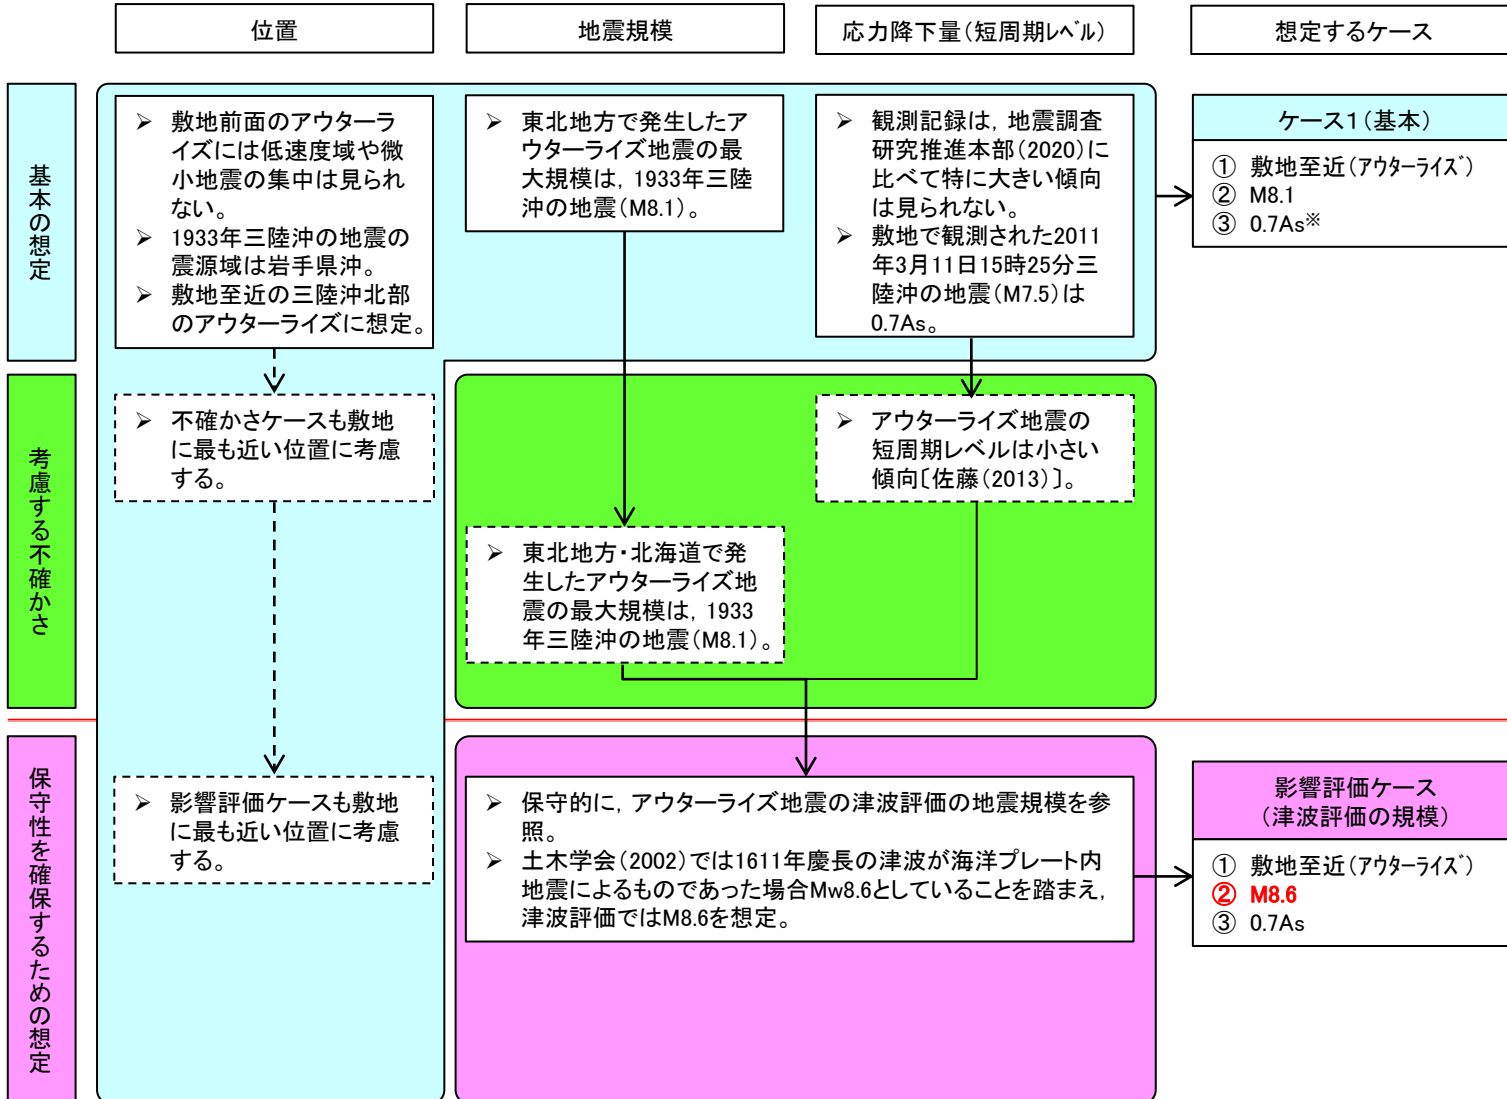 位置
地震規模
応力降下量(短周期ﾚﾍﾞﾙ)
想定するケース
基本の想定
➢ 敷地前面のアウターラ
イズには低速度域や微
小地震の集中は見られ
ない。
➢ 1933年三陸沖の地震の
震源域は岩手県沖。
➢ 敷地至近の三陸沖北部
のアウターライズに想定。
➢ 東北地方で発生したア
ウターライズ地震の最
大規模は，1933年三陸
沖の地震(M8.1)。
➢ 観測記録は，地震調査
研究推進本部(2020)に
比べて特に大きい傾向
は見られない。
➢ 敷地で観測された2011
年3月11日15時25分三
陸沖の地震(M7.5)は
0.7As。
ケース1(基本)
① 敷地至近(ｱｳﾀｰﾗｲｽﾞ)
② M8.1
③ 0.7As※
考慮する不確かさ
➢ 不確かさケースも敷地
に最も近い位置に考慮
する。
➢ アウターライズ地震の
短周期レベルは小さい
傾向〔佐藤(2013)〕。
➢ 東北地方・北海道で発
生したアウターライズ地
震の最大規模は，1933
年三陸沖の地震(M8.1)。
保守性を確保するための想定
➢ 影響評価ケースも敷地
に最も近い位置に考慮
する。
➢ 保守的に，アウターライズ地震の津波評価の地震規模を参
照。
➢ 土木学会(2002)では1611年慶長の津波が海洋プレート内
地震によるものであった場合Mw8.6としていることを踏まえ，
津波評価ではM8.6を想定。
影響評価ケース
(津波評価の規模)
① 敷地至近(ｱｳﾀｰﾗｲｽﾞ)
② M8.6
③ 0.7As